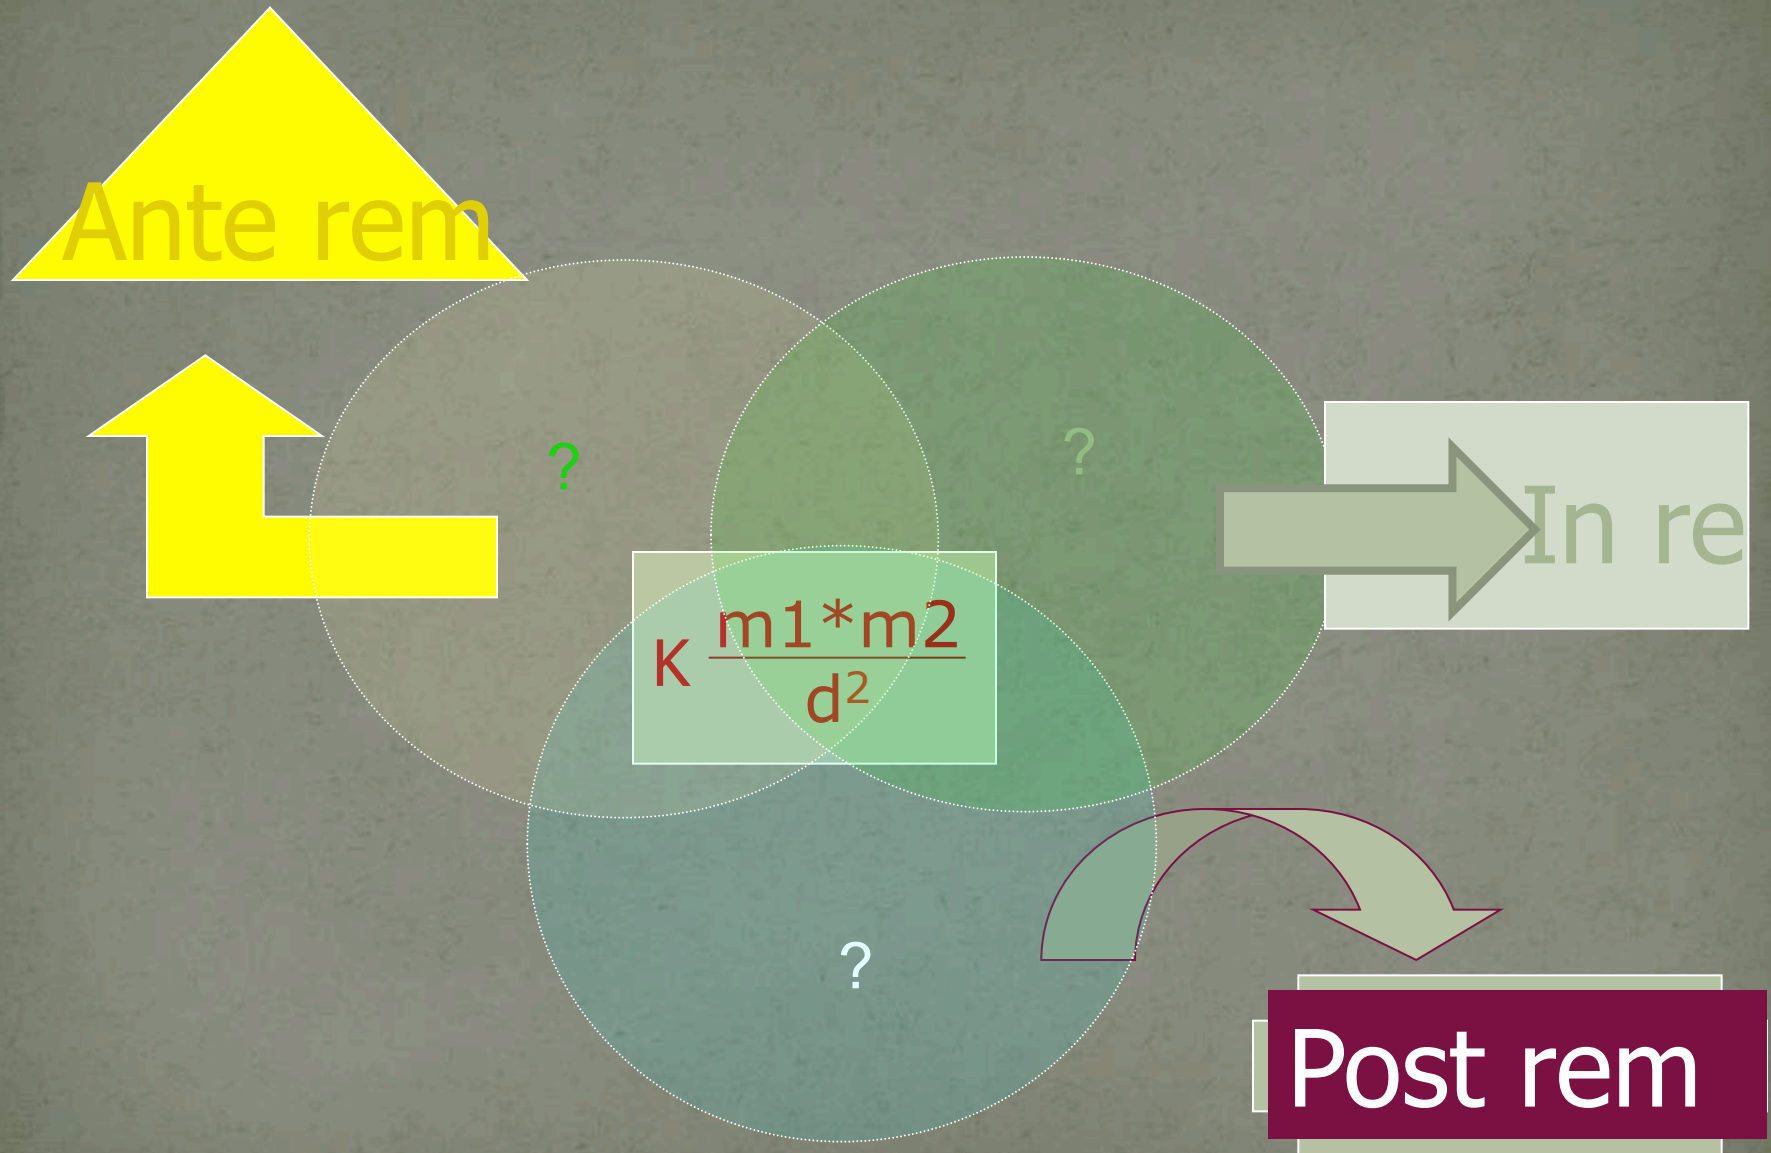 Ante rem
?
?
In re
K m1*m2
d²
?
Post rem